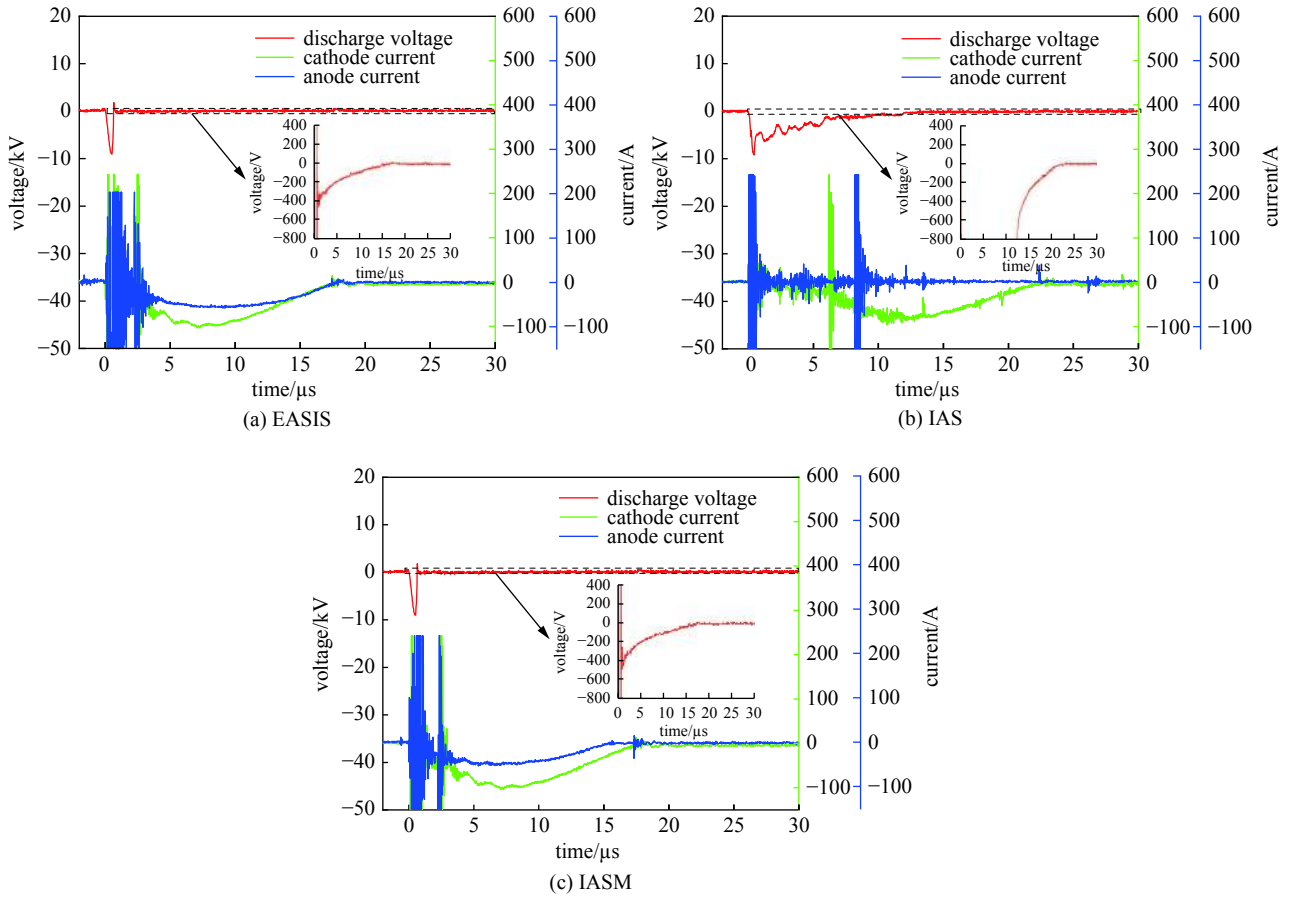 20
10
0
−10
−20
−30
−40
−50
voltage/kV
discharge voltage
cathode current
anode current
400
200
0
−200
−400
−600
−800
voltage/V
0 5 10 15 20 25 30
time/μs
600 600
500 500
400 400
300 300
200 200
100 100
0 0
−100 −100
current/A
0 5 10 15 20 25 30
time/μs
(a) EASIS
20
10
0
−10
−20
−30
−40
−50
voltage/kV
discharge voltage
cathode current
anode current
400
200
0
−200
−400
−600
−800
voltage/V
0 5 10 15 20 25 30
time/μs
600 600
500 500
400 400
300 300
200 200
100 100
0 0
−100 −100
current/A
0 5 10 15 20 25 30
time/μs
(b) IAS
20
10
0
−10
−20
−30
−40
−50
voltage/kV
discharge voltage
cathode current
anode current
400
200
0
−200
−400
−600
−800
voltage/V
0 5 10 15 20 25 30
time/μs
600 600
500 500
400 400
300 300
200 200
100 100
0 0
−100 −100
current/A
0 5 10 15 20 25 30
time/μs
(c) IASM